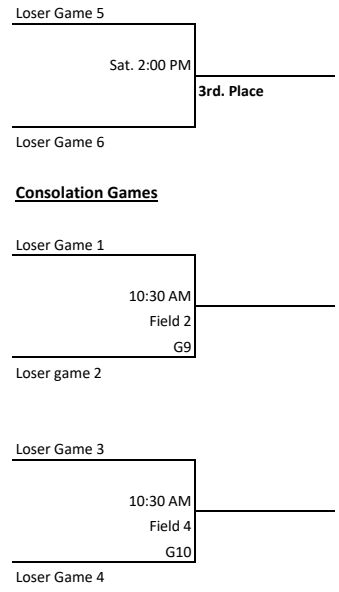 Loser Game 5
Sat. 2:00 PM
3rd. Place
Loser Game 6
Consolation Games
Loser Game 1
10:30 AM
Field 2
G9
Loser game 2
Loser Game 3
10:30 AM
Field 4
G10
Loser Game 4